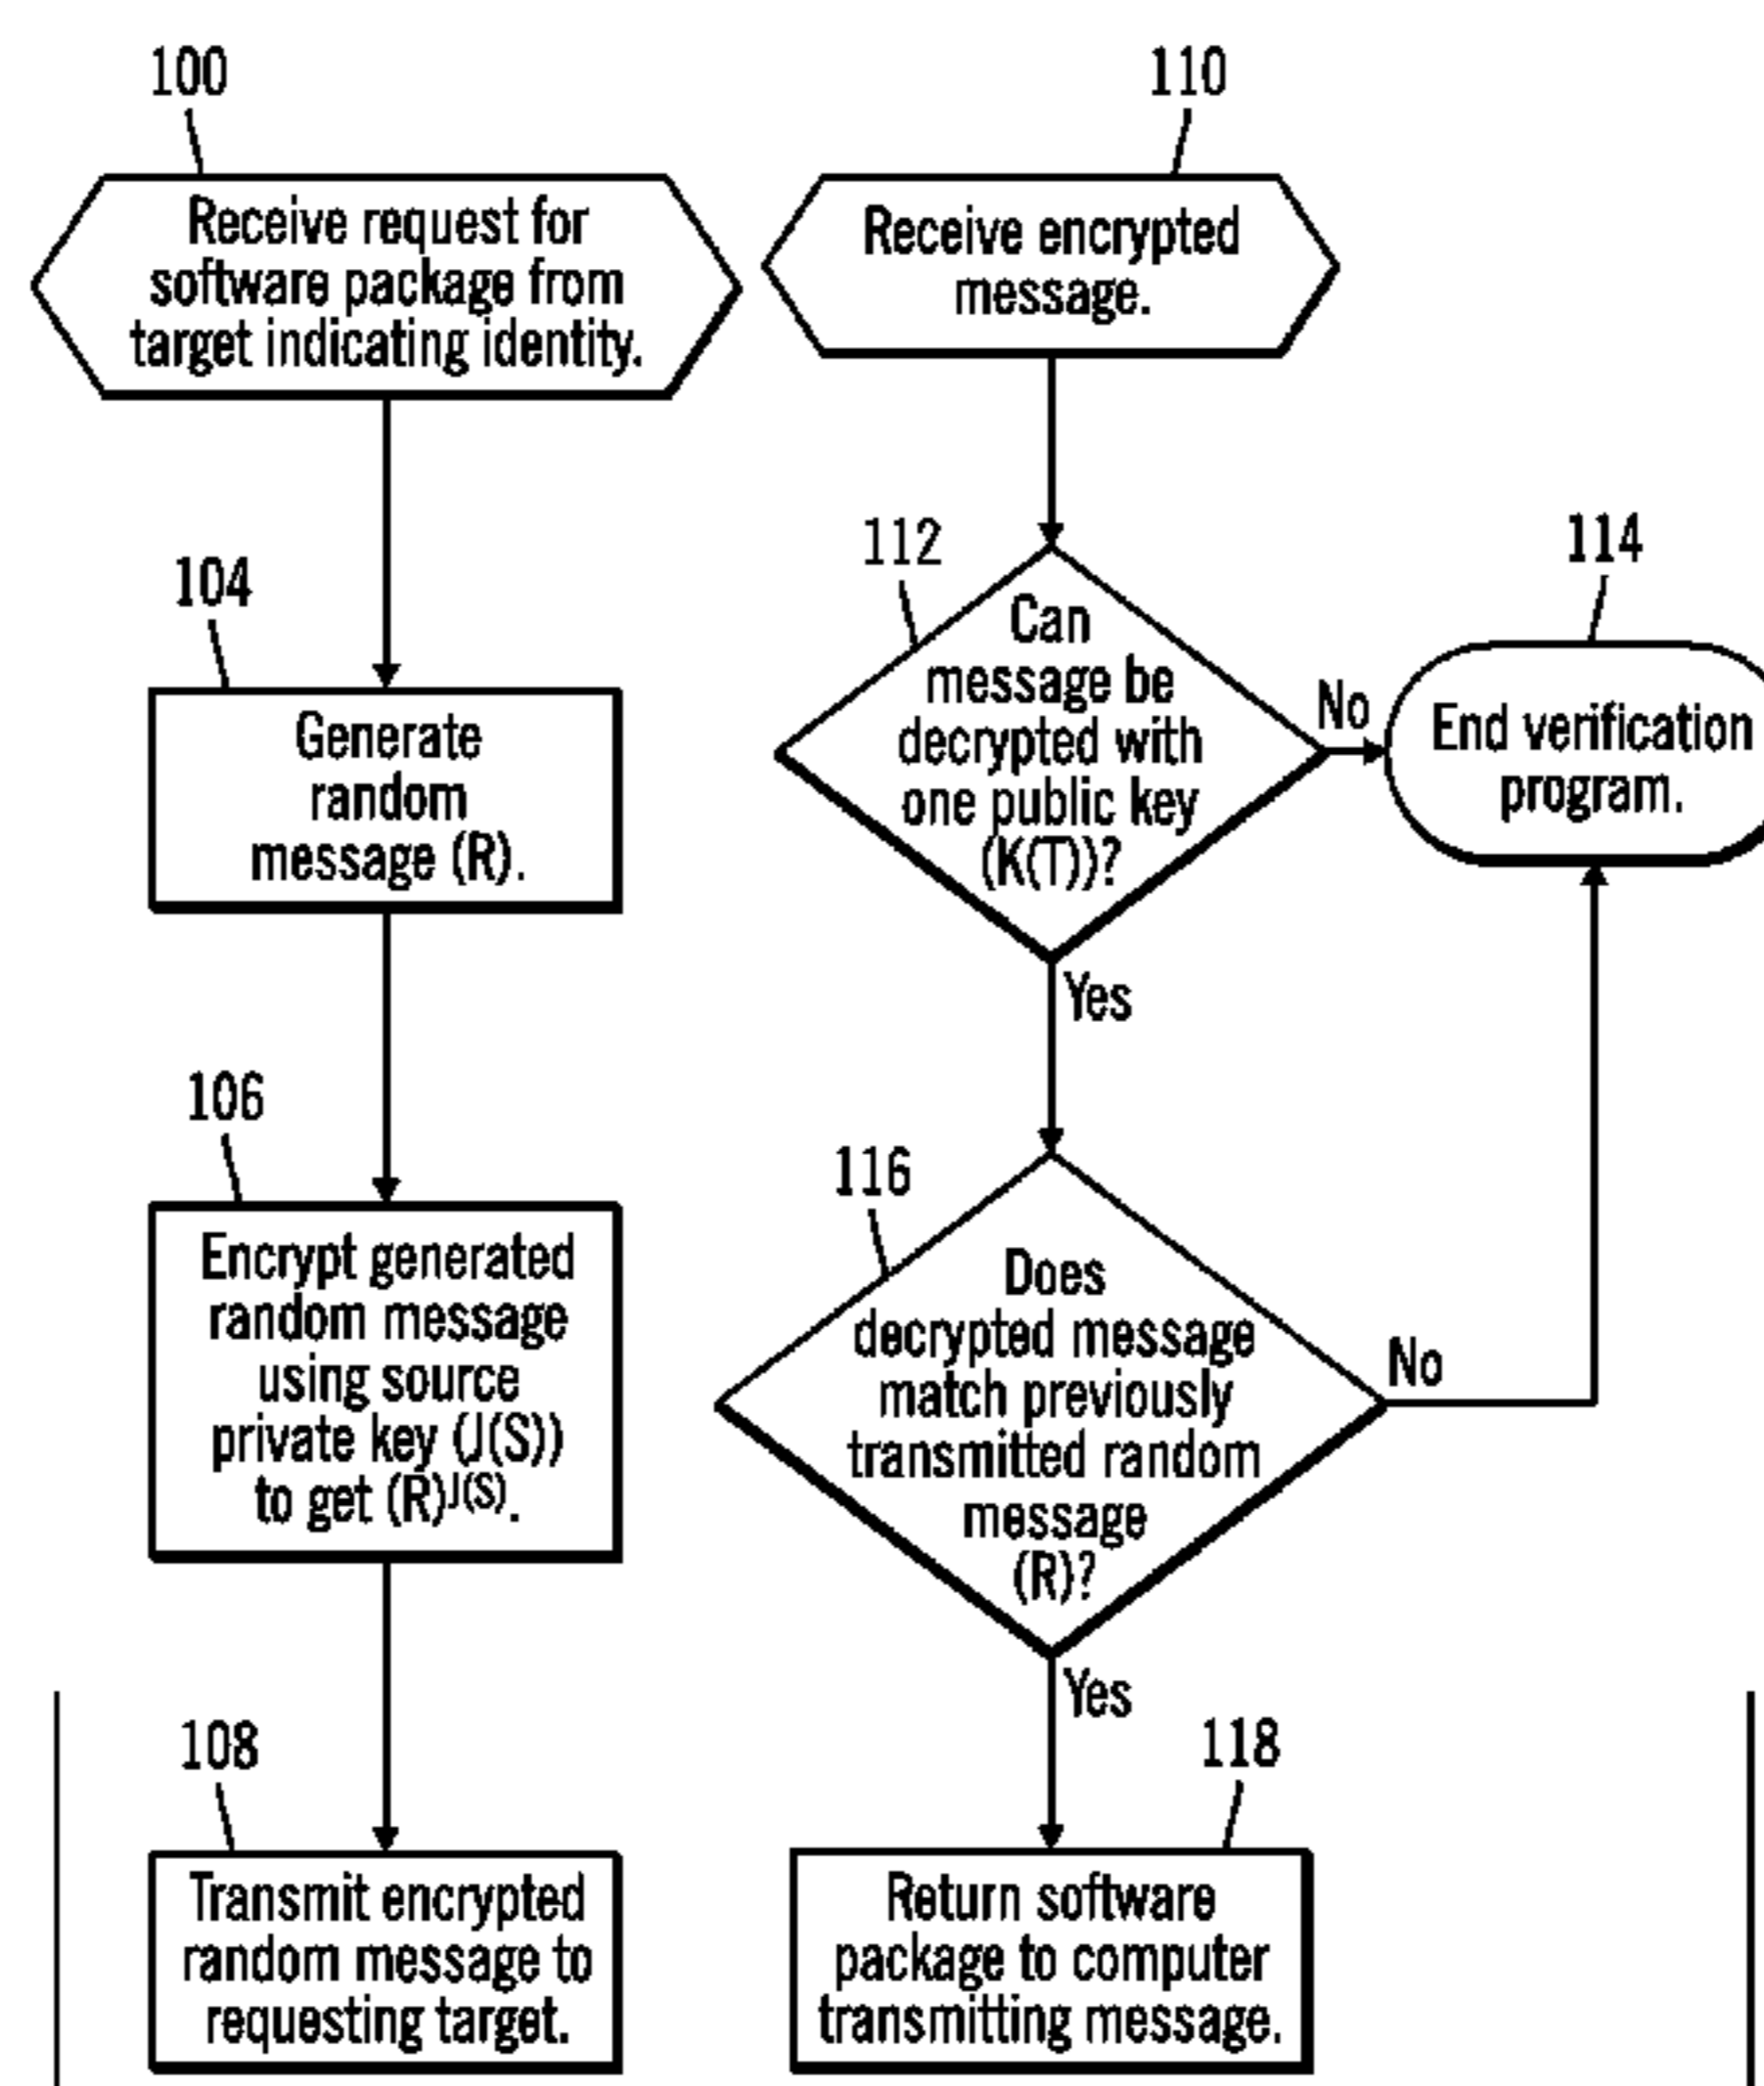 100
Receive request for
software package from
target indicating identity.
104
Generate
random
message (R).
106
Encrypt generated
random message
using source
private key (J(S))
to get (R)J(S).
108
Transmit encrypted
random message to
requesting target.
110
Receive encrypted
message.
112
Can
message be
decrypted with
one public key
(K(T))?
No
Yes
114
End verification
program.
116
Does
decrypted message
match previously
transmitted random
message
(R)?
No
Yes
118
Return software
package to computer
transmitting message.